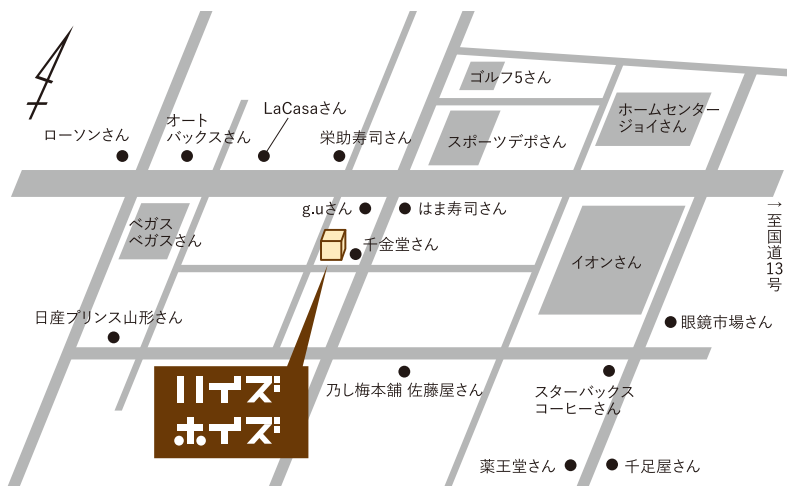 ゴルフ5さん
ホームセンター
ジョイさん
LaCasaさん
オート
バックスさん
ローソンさん
栄助寿司さん
スポーツデポさん
g.uさん
はま寿司さん
→至国道13号
ベガス
ベガスさん
千金堂さん
イオンさん
日産プリンス山形さん
眼鏡市場さん
ハイズ
ホイズ
乃し梅本舗 佐藤屋さん
スターバックス
コーヒーさん
薬王堂さん
千足屋さん